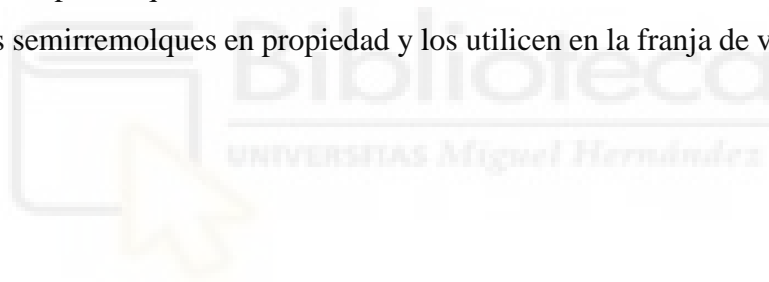 s semirremolques en propiedad y los utilicen en la franja de v
Biblioteca
UNIVERSITAS Miguel Hernández